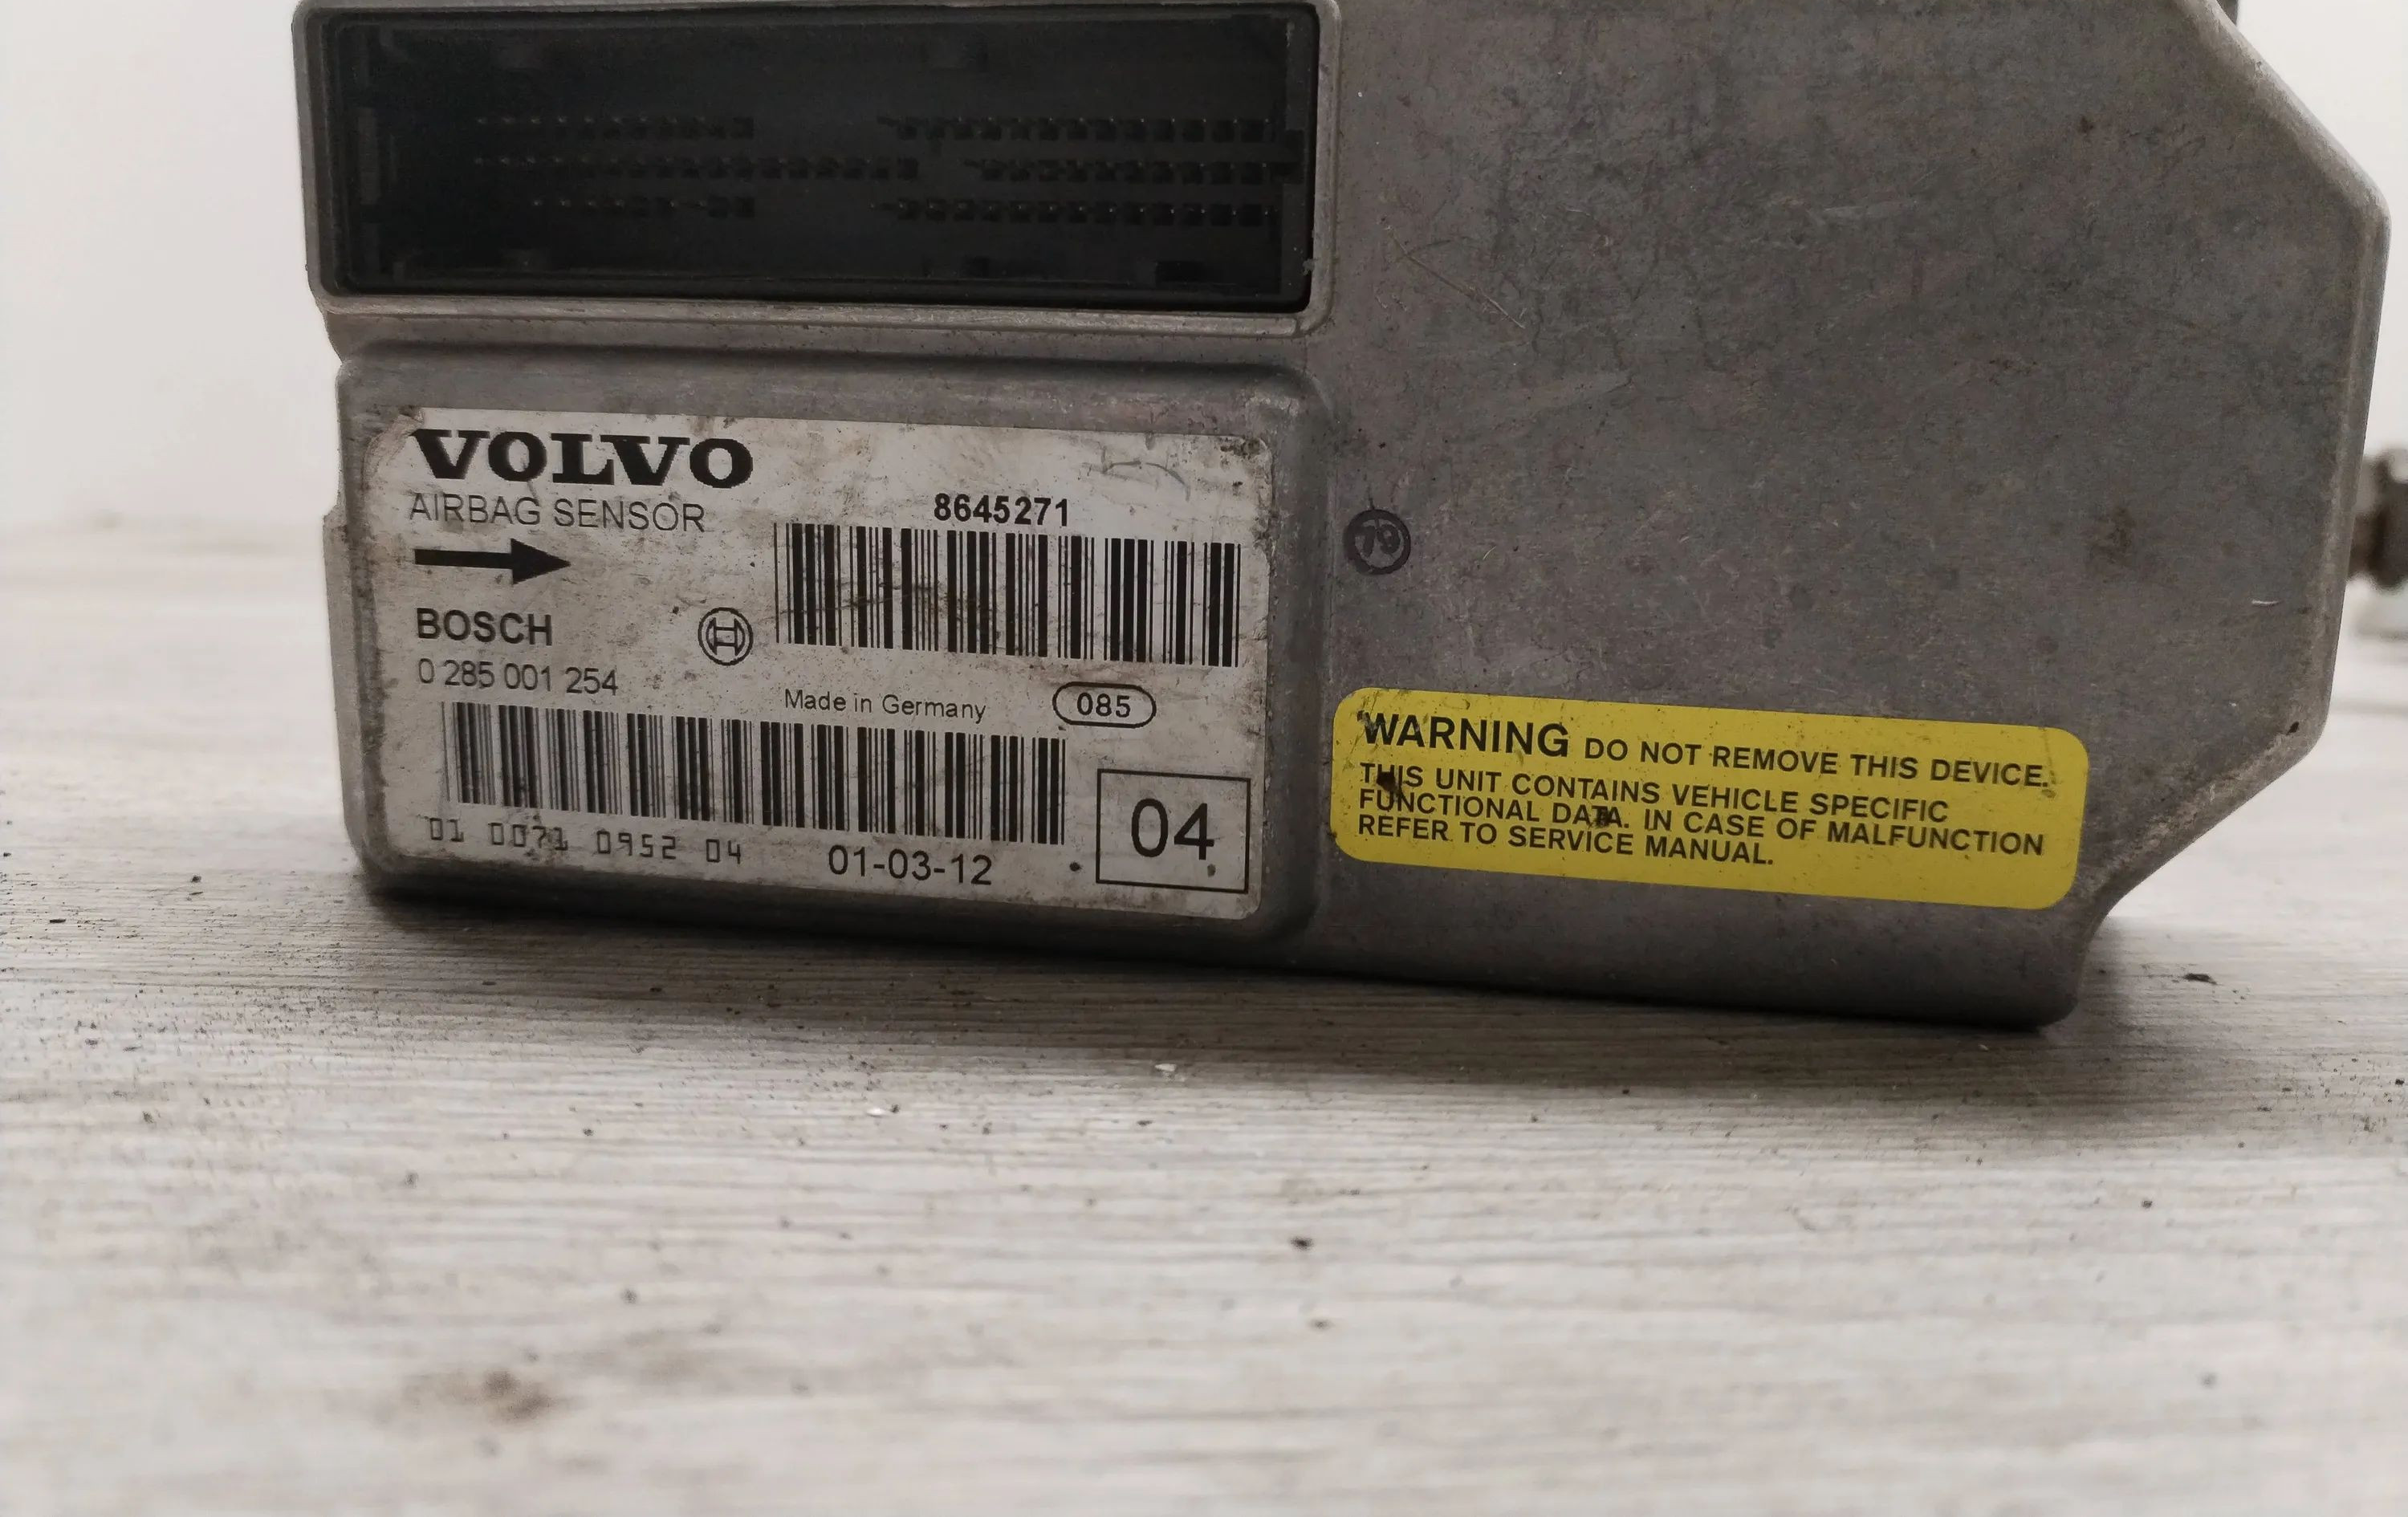 VOLVO
AIRBAG SENSOR
8645271
BOSCH
0 285 001 254
Made in Germany
085
01 0071 0952 04
01-03-12
04
79
WARNING DO NOT REMOVE THIS DEVICE.
THIS UNIT CONTAINS VEHICLE SPECIFIC
FUNCTIONAL DATA. IN CASE OF MALFUNCTION
REFER TO SERVICE MANUAL.